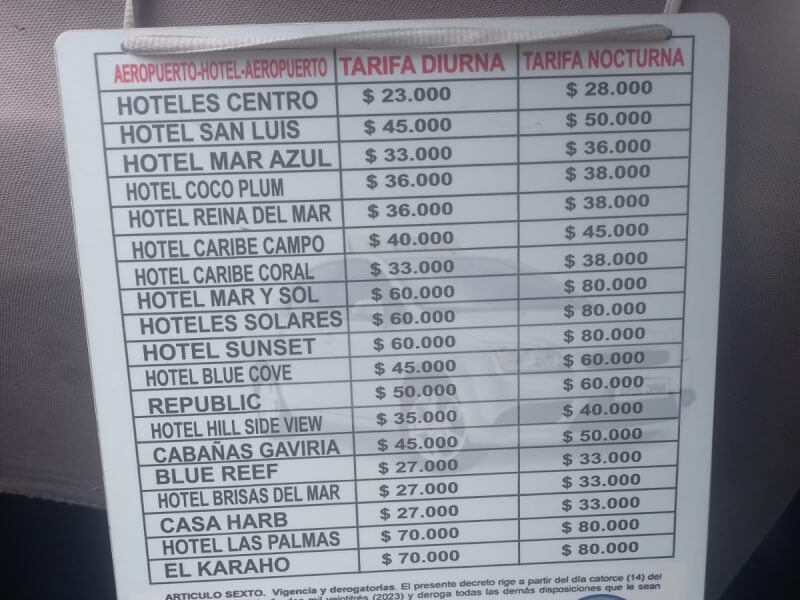 AEROPUERTO-HOTEL-AEROPUERTO TARIFA DIURNA TARIFA NOCTURNA
HOTELES CENTRO $ 23.000 $ 28.000
HOTEL SAN LUIS $ 45.000 $ 50.000
HOTEL MAR AZUL $ 33.000 $ 36.000
HOTEL COCO PLUM $ 36.000 $ 38.000
HOTEL REINA DEL MAR $ 36.000 $ 38.000
HOTEL CARIBE CAMPO $ 40.000 $ 45.000
HOTEL CARIBE CORAL $ 33.000 $ 38.000
HOTEL MAR Y SOL $ 60.000 $ 80.000
HOTELES SOLARES $ 60.000 $ 80.000
HOTEL SUNSET $ 60.000 $ 80.000
HOTEL BLUE COVE $ 45.000 $ 60.000
REPUBLIC $ 50.000 $ 60.000
HOTEL HILL SIDE VIEW $ 35.000 $ 40.000
CABAÑAS GAVIRIA $ 45.000 $ 50.000
BLUE REEF $ 27.000 $ 33.000
HOTEL BRISAS DEL MAR $ 27.000 $ 33.000
CASA HARB $ 27.000 $ 33.000
HOTEL LAS PALMAS $ 70.000 $ 80.000
EL KARAHO $ 70.000 $ 80.000
ARTICULO SEXTO. Vigencia y derogatorias. El presente decreto rige a partir del día catorce (14) del
mil veintitrés (2023) y deroga todas las demás disposiciones que le sean